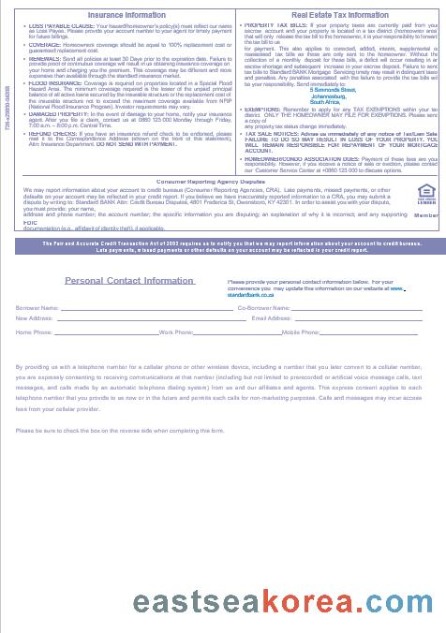 Insurance Information
• LOSS PAYABLE CLAUSE: Your hazard/homeowner's policy(s) must reflect our name
as Loss Payee. Please provide your account number to your agent for timely payment
for future billings.
• COVERAGE: Homeowners coverage should be equal to 100% replacement cost or
guaranteed replacement cost.
• RENEWALS: Send all policies at least 30 Days prior to the expiration date. Failure to
provide proof of continuous coverage will result in us obtaining insurance coverage on
your home and charging you the premium. This coverage may be different and more
expensive than available through the standard insurance market.
• FLOOD INSURANCE: Coverage is required on properties located in a Special Flood
Hazard Area. The minimum coverage required is the lesser of the unpaid principal
balance of all active liens secured by the insurable structure or the replacement cost of
the insurable structure not to exceed the maximum coverage available from NFIP
(National Flood Insurance Program). Investor requirements may vary.
• DAMAGED PROPERTY: In the event of damage to your home, notify your insurance
agent. After you file a claim, contact us at 0860 123 000 Monday through Friday,
7:00 a.m. – 8:00 p.m. Central Time.
• REFUND CHECKS: If you have an insurance refund check to be endorsed, please
mail it to the Correspondence Address (shown on the front of this statement),
Attn: Insurance Department. DO NOT SEND WITH PAYMENT.
Real Estate Tax Information
• PROPERTY TAX BILLS: If your property taxes are currently paid from your
escrow account and your property is located in a tax district (homeowner area)
that will only release the tax bill to the homeowner, it is your responsibility to forward
the tax bill to us
for payment. This also applies to corrected, added, interim, supplemental or
reassessed tax bills as these are only sent to the homeowner. Without the
collection of a monthly deposit for these bills, a deficit will occur resulting in an
escrow shortage and subsequent increase in your escrow deposit. Failure to send
tax bills to Standard Bank Mortgage Servicing timely may result in delinquent taxes
and penalties. Any penalties associated with the failure to provide the tax bills will
be your responsibility. Send immediately to:
5 Simmonds Street,
Johannesburg,
South Africa,
• EXEMPTIONS: Remember to apply for any TAX EXEMPTIONS within your tax
district. ONLY THE HOMEOWNER MAY FILE FOR EXEMPTIONS. Please send
a copy of
any property tax status change immediately.
• TAX SALE NOTICES: Advise us immediately of any notice of Tax/Lien Sale
FAILURE TO DO SO MAY RESULT IN LOSS OF YOUR PROPERTY. YOU
WILL REMAIN RESPONSIBLE FOR REPAYMENT OF YOUR MORTGAGE
ACCOUNT.
• HOMEOWNER/CONDO ASSOCIATION DUES: Payment of these dues are your
responsibility. However, if you receive a notice of sale or auction, please contact
our Customer Service Center at +0860 123 000 to discuss options.
Consumer Reporting Agency Disputes
We may report information about your account to credit bureaus (Consumer Reporting Agencies, CRA). Late payments, missed payments, or other
defaults on your account may be reflected in your credit report. If you believe we have inaccurately reported information to a CRA, you may submit a
dispute by writing to: Standard BANK Attn: Credit Bureau Disputes, 4801 Frederica St, Owensboro, KY 42301. In order to assist you with your dispute,
you must provide: your name,
address and phone number; the account number; the specific information you are disputing; an explanation of why it is incorrect; and any supporting
FDIC
documentation (e.g., affidavit of identity theft), if applicable.
Member
The Fair and Accurate Credit Transaction Act of 2003 requires us to notify you that we may report information about your account to credit bureaus.
Late payments, missed payments or other defaults on your account may be reflected in your credit report.
Personal Contact Information
Please provide your personal contact information below. For your
convenience you may update this information on our website at www.
standardbank.co.za
Borrower Name:
Co-Borrower Name:
New Address:
Email Address:
Home Phone:
Work Phone:
Mobile Phone:
By providing us with a telephone number for a cellular phone or other wireless device, including a number that you later convert to a cellular number,
you are expressly consenting to receiving communications at that number (including but not limited to prerecorded or artificial voice message calls, text
messages, and calls made by an automatic telephone dialing system) from us and our affiliates and agents. This express consent applies to each
telephone number that you provide to us now or in the future and permits such calls for non-marketing purposes. Calls and messages may incur access
fees from your cellular provider.
Please be sure to check the box on the reverse side when completing this form.
eastseakorea.com